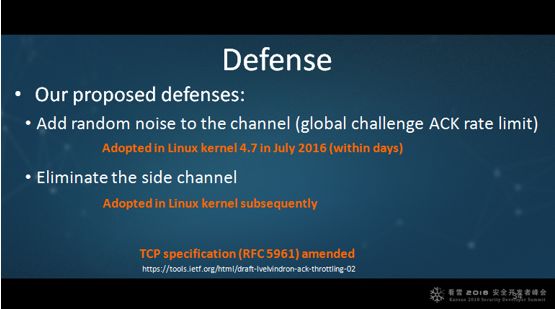 Defense
• Our proposed defenses:
• Add random noise to the channel (global challenge ACK rate limit)
Adopted in Linux kernel 4.7 in July 2016 (within days)
• Eliminate the side channel
Adopted in Linux kernel subsequently
TCP specification (RFC 5961) amended
https://tools.ietf.org/html/draft-lvelvindron-ack-throttling-02
看雪 2018 安全开发者峰会
Kanxue 2018 Security Developer Summit